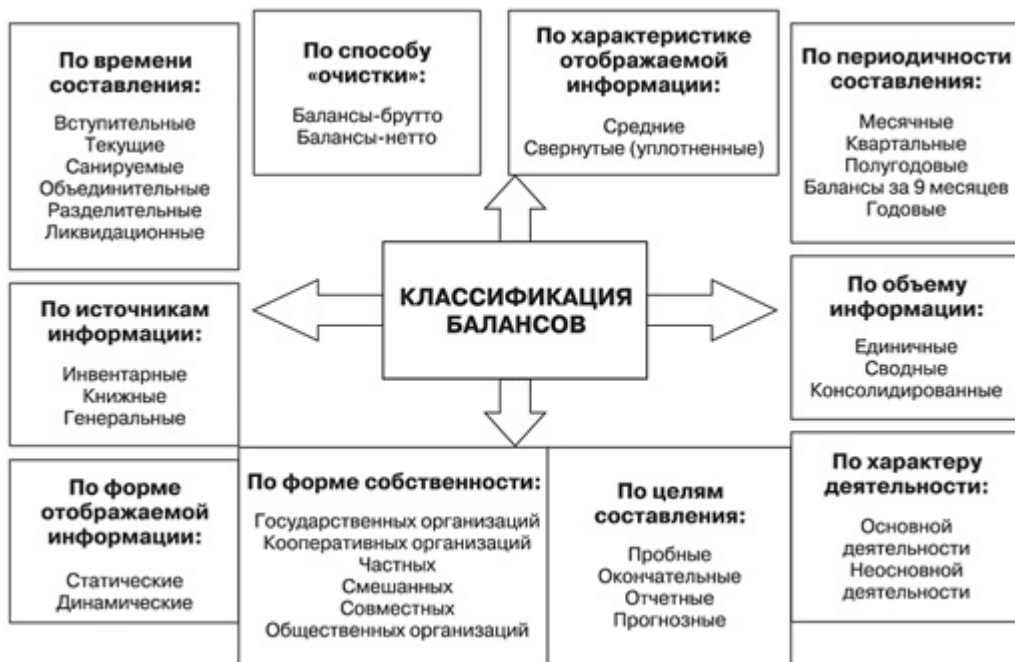 По времени
составления:
Вступительные
Текущие
Санируемые
Объединительные
Разделительные
Ликвидационные
По способу
«очистки»:
Балансы-брутто
Балансы-нетто
По характеристике
отображаемой
информации:
Средние
Свернутые (уплотненные)
По периодичности
составления:
Месячные
Квартальные
Полугодовые
Балансы за 9 месяцев
Годовые
КЛАССИФИКАЦИЯ
БАЛАНСОВ
По источникам
информации:
Инвентарные
Книжные
Генеральные
По объему
информации:
Единичные
Сводные
Консолидированные
По форме
отображаемой
информации:
Статические
Динамические
По форме собственности:
Государственных организаций
Кооперативных организаций
Частных
Смешанных
Совместных
Общественных организаций
По целям
составления:
Пробные
Окончательные
Отчетные
Прогнозные
По характеру
деятельности:
Основной
деятельности
Неосновной
деятельности